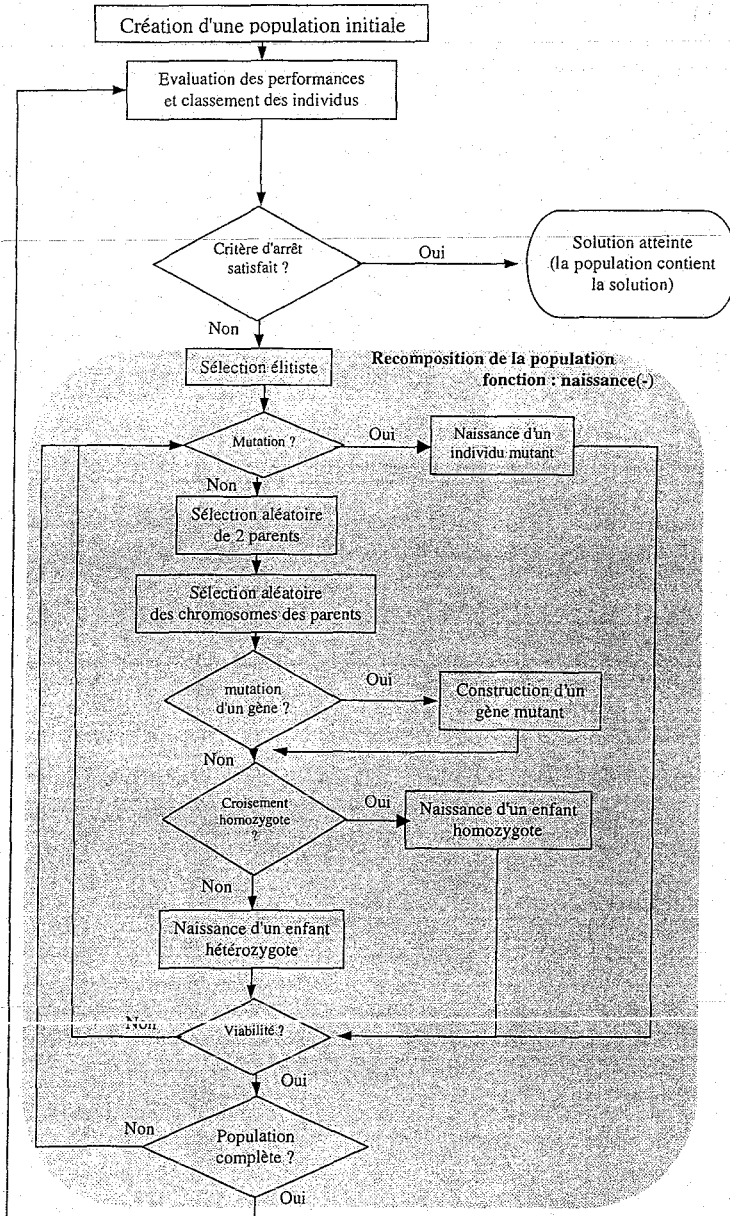 Création d'une population initiale
Evaluation des performances
et classement des individus
Critère d'arrêt
satisfait ?
Oui
Solution atteinte
(la population contient
la solution)
Non
Recomposition de la population
fonction : naissance(-)
Sélection élitiste
Mutation ?
Oui
Naissance d'un
individu mutant
Non
Sélection aléatoire
de 2 parents
Sélection aléatoire
des chromosomes des parents
mutation
d'un gène ?
Oui
Construction d'un
gène mutant
Non
Croisement
homozygote
?
Oui
Naissance d'un enfant
homozygote
Non
Naissance d'un enfant
hétérozygote
Non
Viabilité ?
Oui
Non
Population
complète ?
Oui